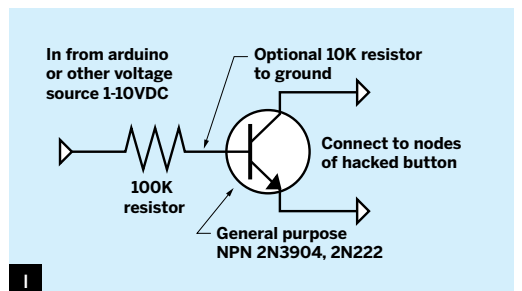 In from arduino
or other voltage
source 1-10VDC
Optional 10K resistor
to ground
Connect to nodes
of hacked button
100K
resistor
General purpose
NPN 2N3904, 2N222
I